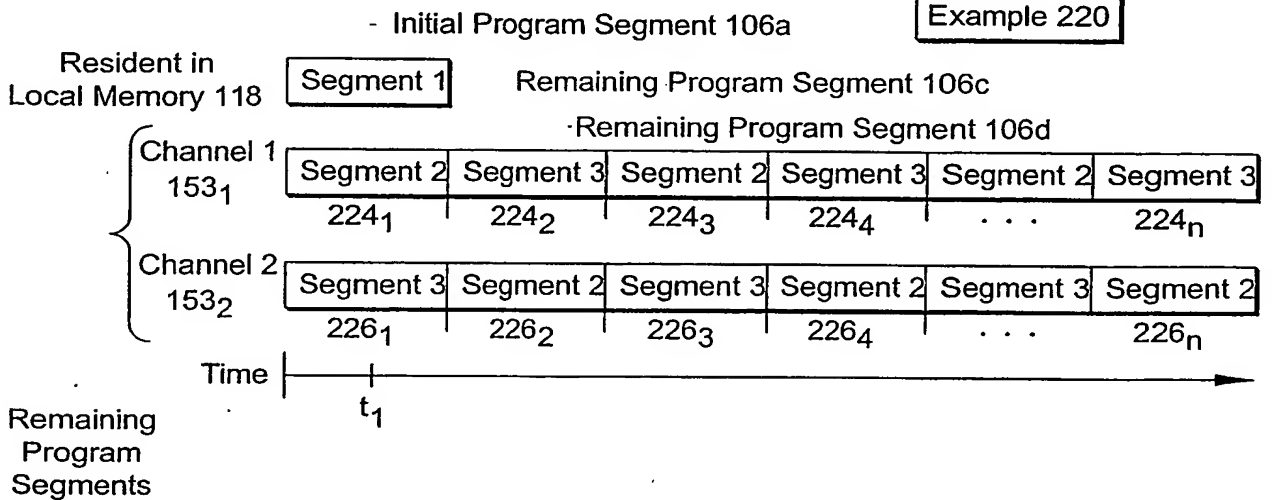 Initial Program Segment 106a
Example 220
Resident in
Local Memory 118
Segment 1
Remaining Program Segment 106c
Remaining Program Segment 106d
Channel 1
153₁
Segment 2 Segment 3 Segment 2 Segment 3 Segment 2 Segment 3
224₁ 224₂ 224₃ 224₄ . . . 224ₙ
Channel 2
153₂
Segment 3 Segment 2 Segment 3 Segment 2 Segment 3 Segment 2
226₁ 226₂ 226₃ 226₄ . . . 226ₙ
Time
t₁
Remaining
Program
Segments